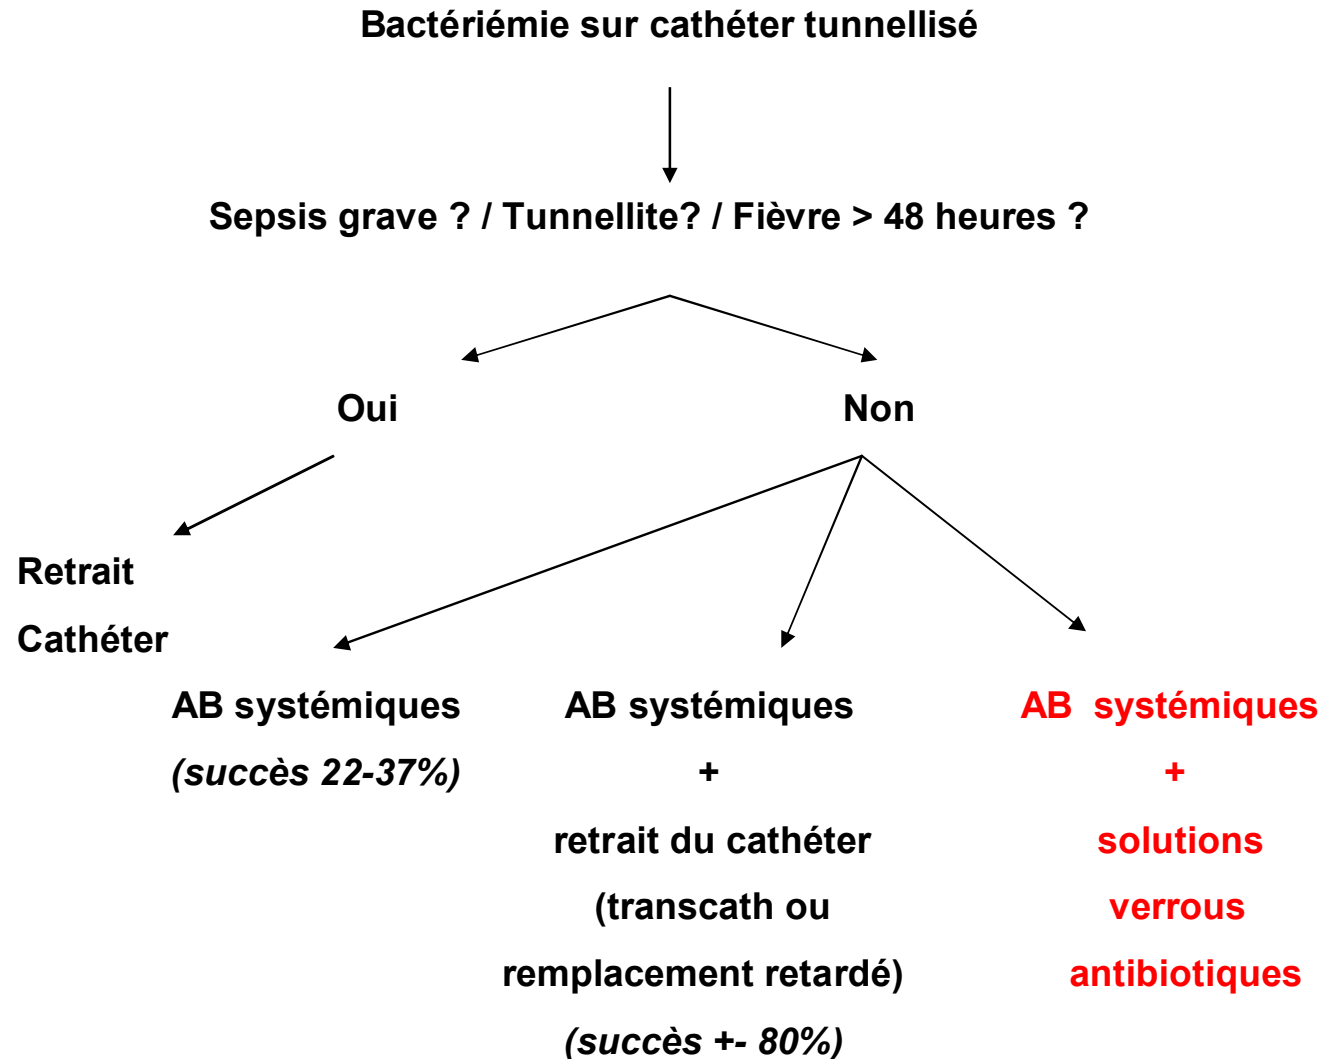 Bactériémie sur cathéter tunnellisé
Sepsis grave ? / Tunnellite? / Fièvre > 48 heures ?
Oui
Non
Retrait
Cathéter
AB systémiques
(succès 22-37%)
AB systémiques
+
retrait du cathéter
(transcath ou
remplacement retardé)
(succès +- 80%)
AB systémiques
+
solutions
verrous
antibiotiques